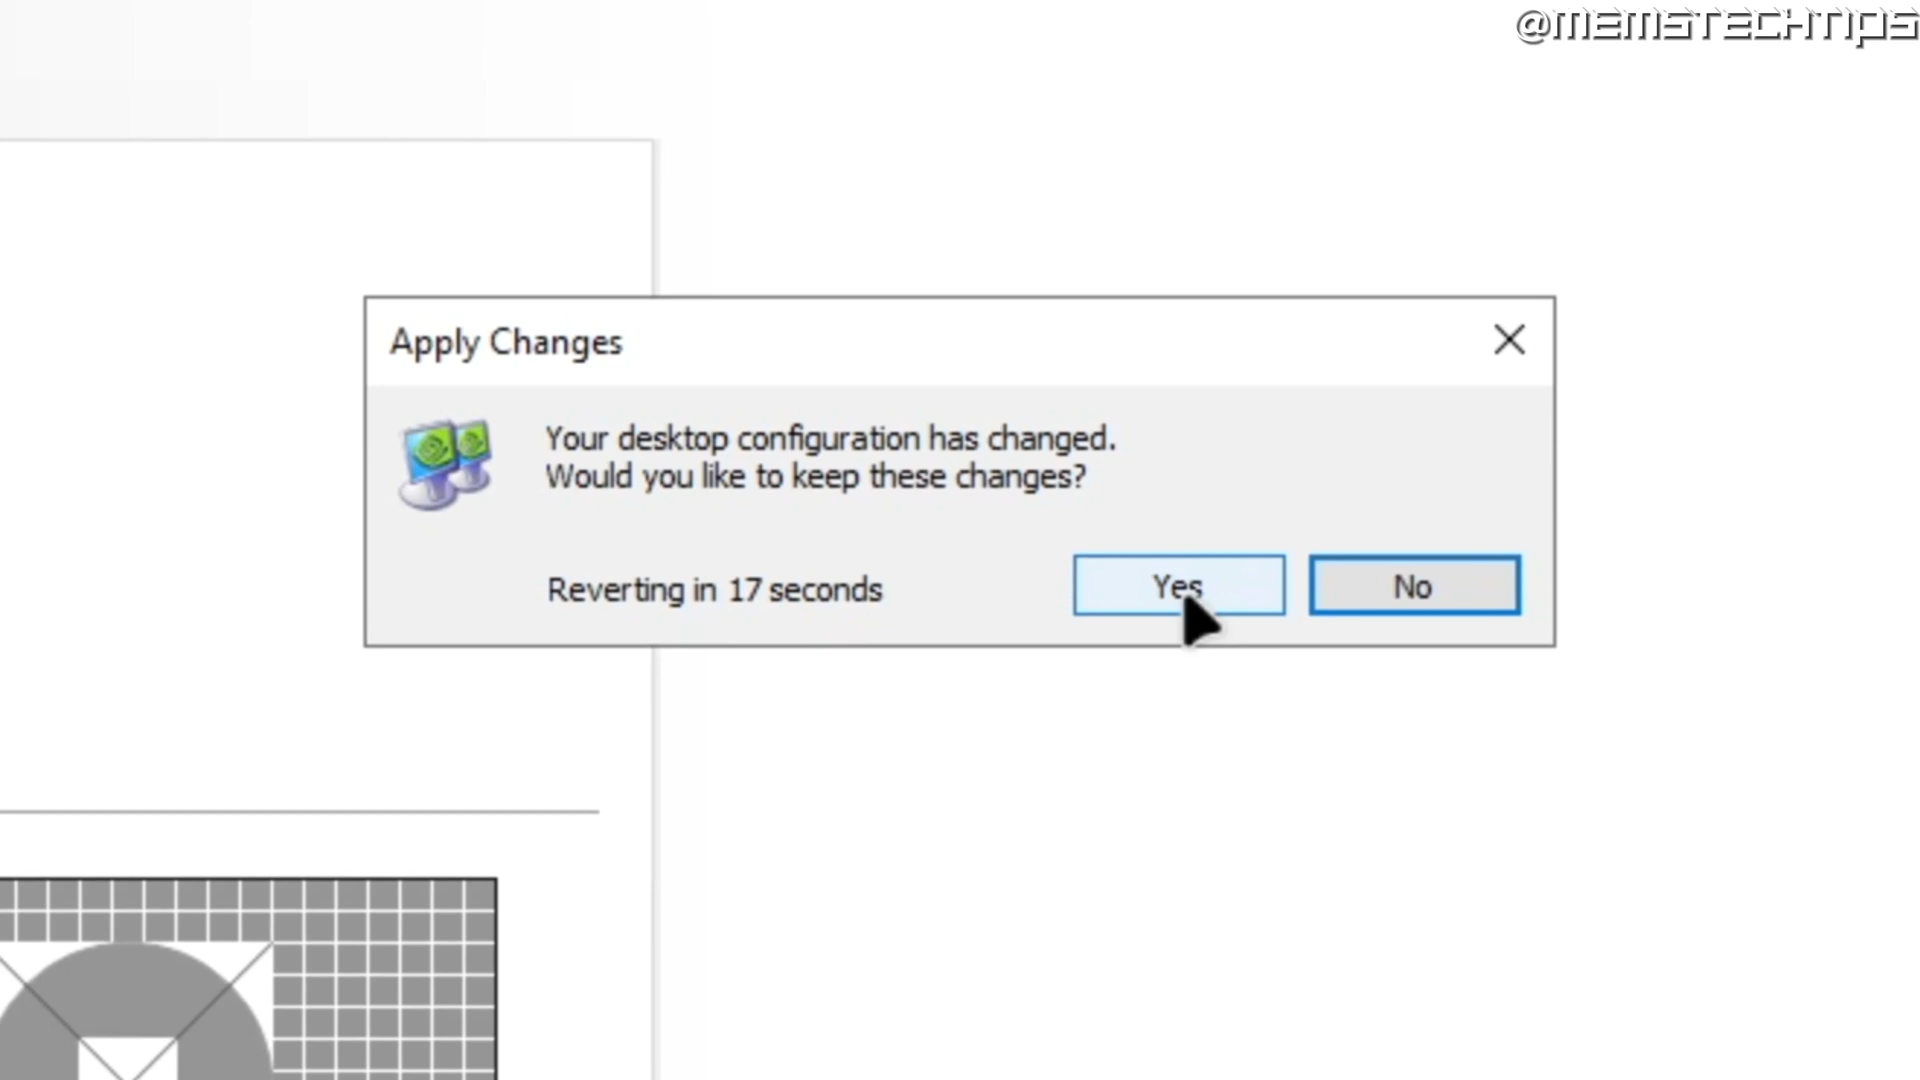 @MEMSTECHTIPS
Apply Changes
Your desktop configuration has changed.
Would you like to keep these changes?
Reverting in 17 seconds
Yes
No